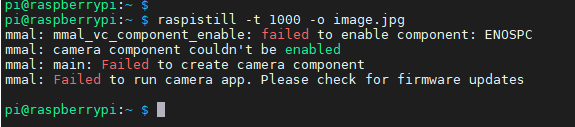 pi@raspberrypi:~ $
pi@raspberrypi:~ $ raspistill -t 1000 -o image.jpg
mmal: mmal_vc_component_enable: failed to enable component: ENOSPC
mmal: camera component couldn't be enabled
mmal: main: Failed to create camera component
mmal: Failed to run camera app. Please check for firmware updates
pi@raspberrypi:~ $